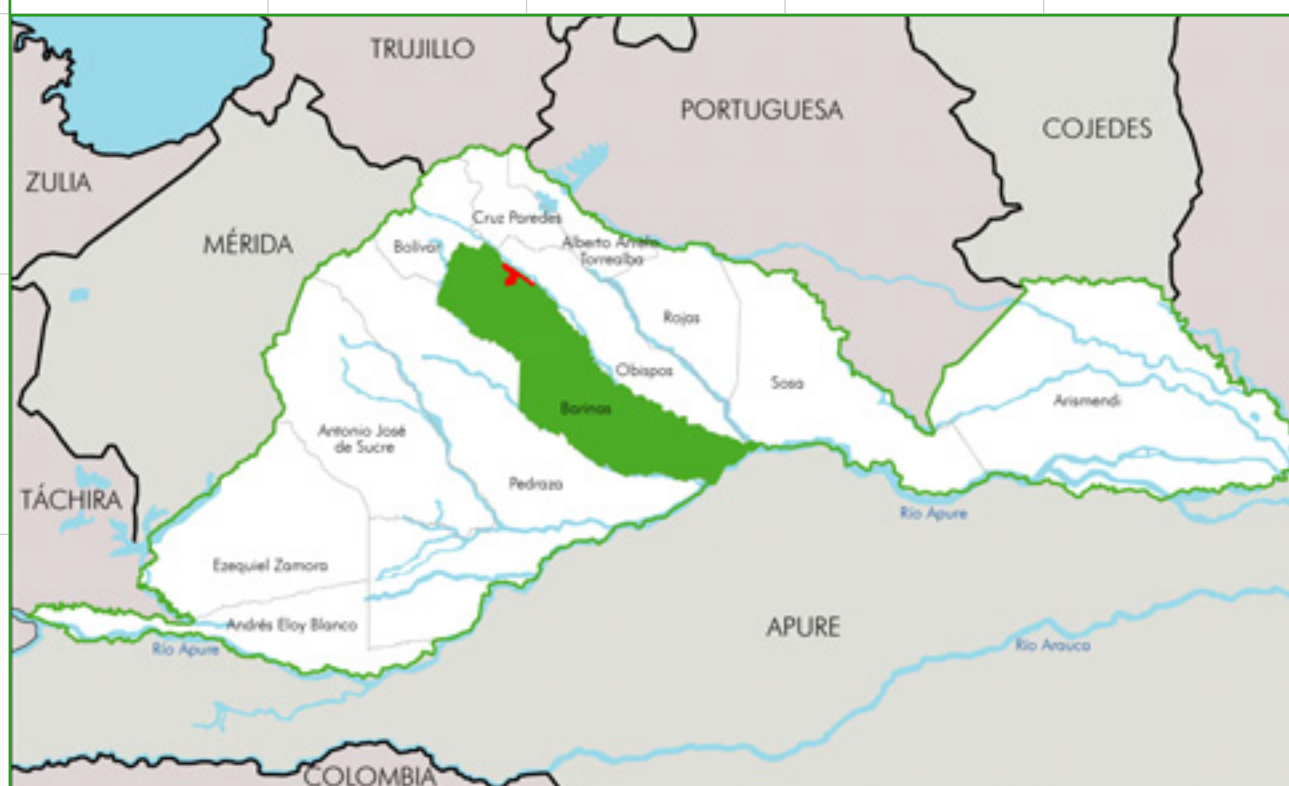 TRUJILLO
PORTUGUESA
COJEDES
ZULIA
MÉRIDA
Cruz Paredes
Bolívar
Alberto Arvelo
Torrealba
Rojas
Obispos
Sosa
Barinas
Arismendi
Antonio José
de Sucre
Pedraza
TÁCHIRA
Río Apure
Ezequiel Zamora
Andrés Eloy Blanco
APURE
Río Apure
Río Arauca
COLOMBIA